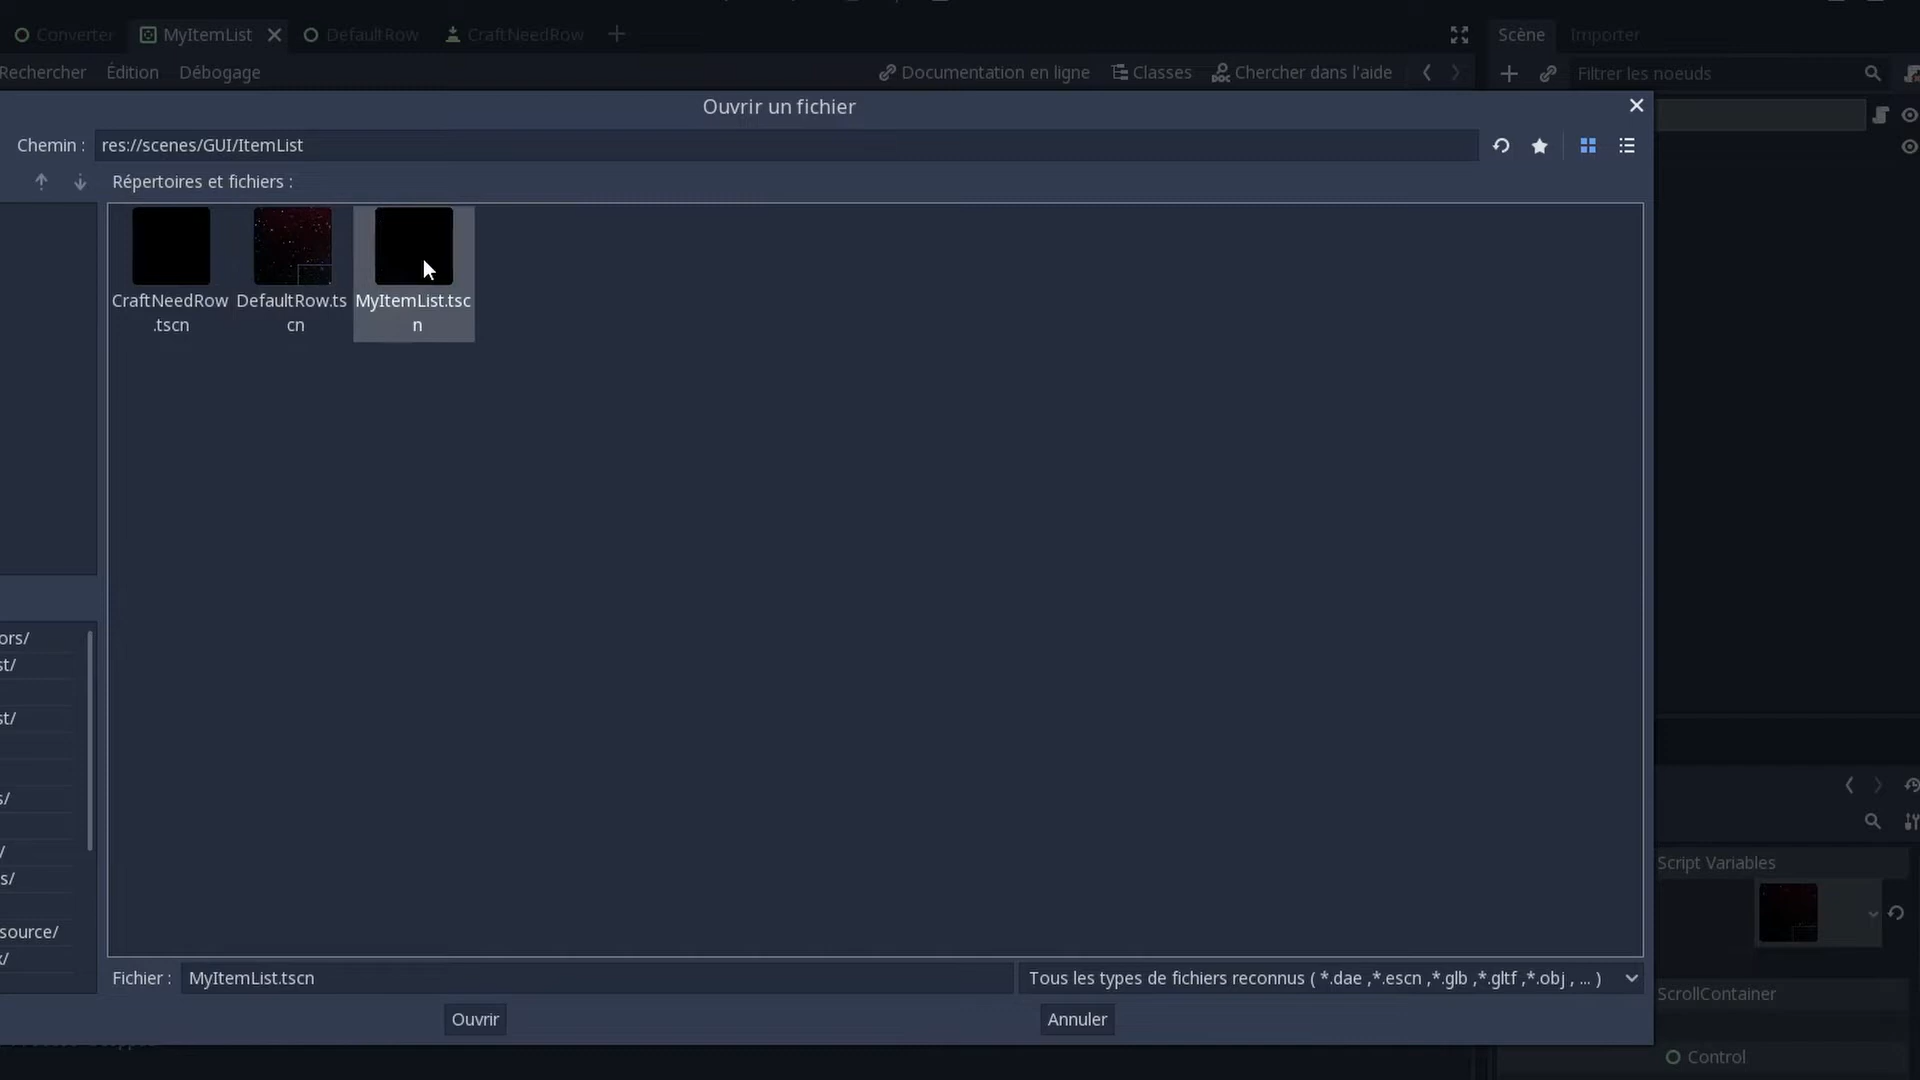 Converter MyItemList DefaultRow CraftNeedRow Scène Importer
Rechercher Édition Débogage Documentation en ligne Classes Chercher dans l'aide Filtrer les noeuds
Ouvrir un fichier
Chemin : res://scenes/GUI/ItemList
Répertoires et fichiers :
CraftNeedRow
.tscn
DefaultRow.ts
cn
MyItemList.tsc
n
ors/
st/
st/
s/
/
s/
source/
x/
Script Variables
ScrollContainer
Control
Fichier : MyItemList.tscn Tous les types de fichiers reconnus ( *.dae ,*.escn ,*.glb ,*.gltf ,*.obj , ... )
Ouvrir Annuler